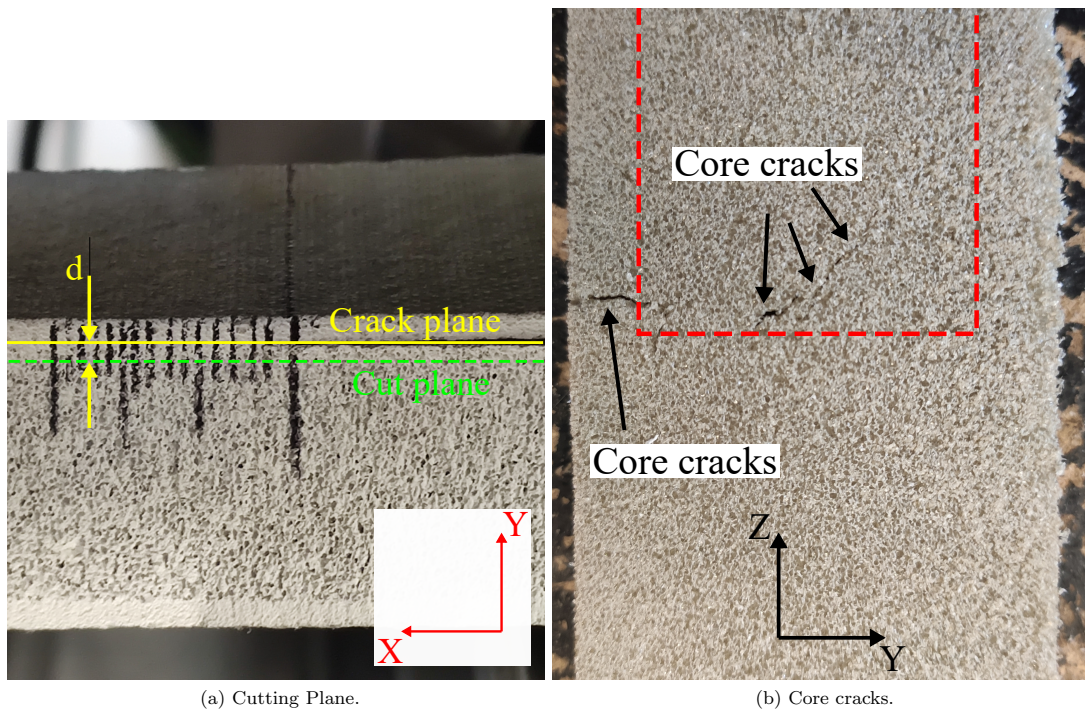 d
Crack plane
Cut plane
Y
X
Core cracks
Core cracks
Z
Y
(a) Cutting Plane.
(b) Core cracks.